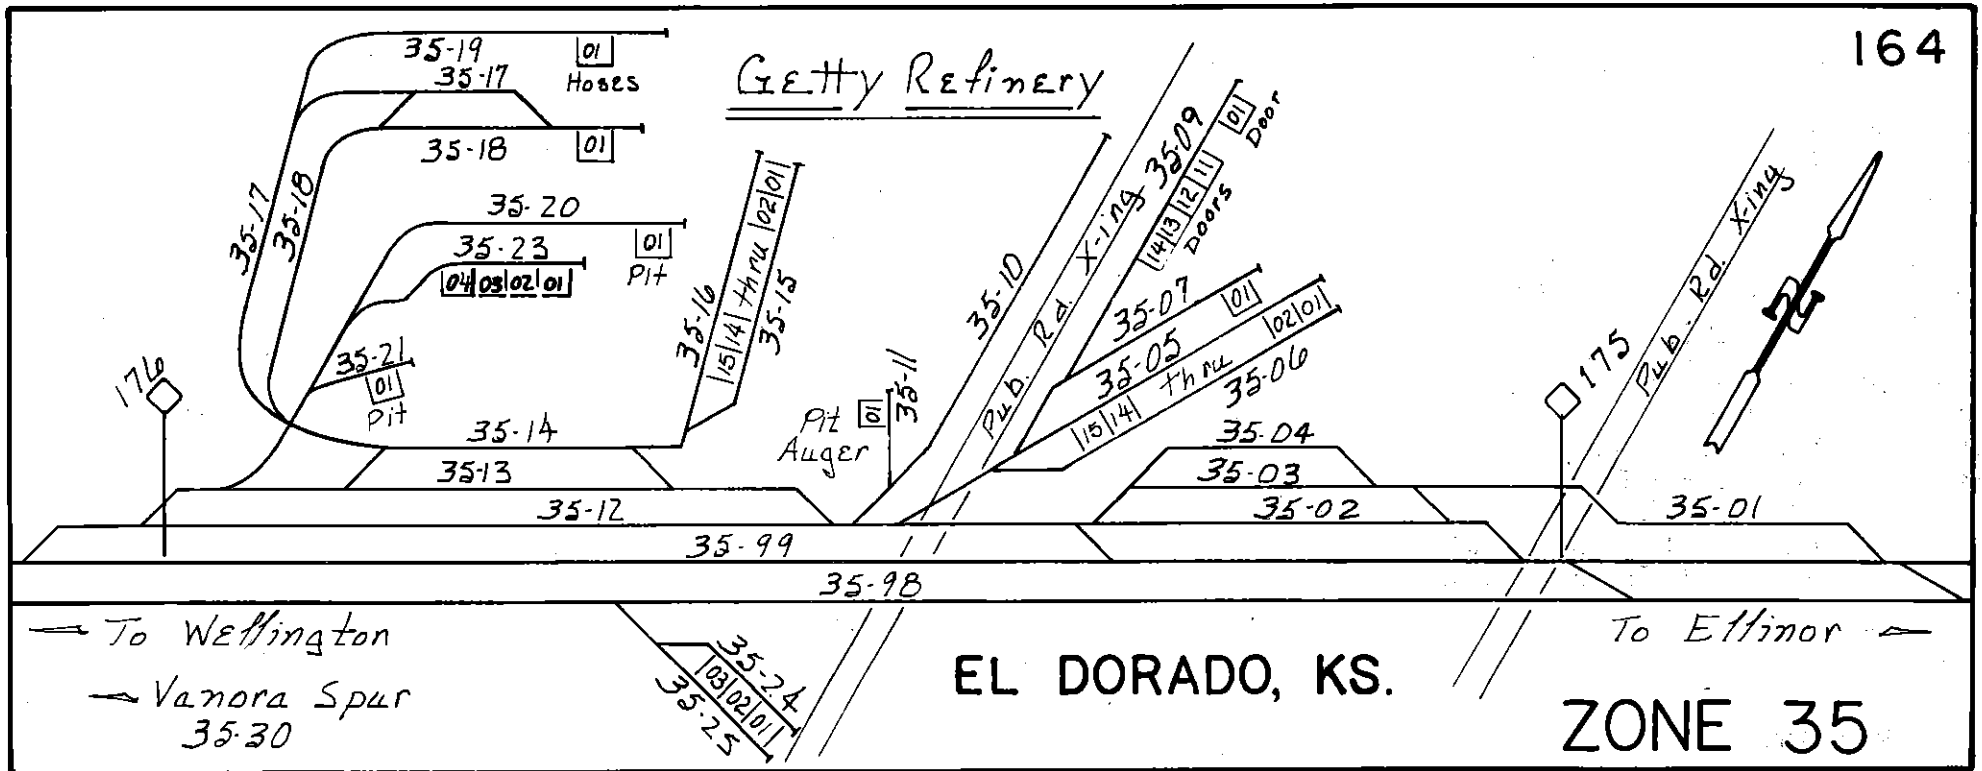 164
35-19
01
Hoses
35-17
Getty Refinery
35-18
01
35-17
35-18
35-20
01
Pit
35-23
04 03 02 01
35-21
01
Pit
35-16
15 14 thru 02 01
35-15
35-10
Pub. Rd. X-ing
35-09
01
Door
14 13 12 11
Doors
35-07
01
35-05
15 14 thru 02 01
35-06
35-11
01
Pit
Auger
176
175
Pub. Rd. X-ing
N
35-14
35-13
35-12
35-04
35-03
35-02
35-01
35-99
35-98
To Wellington
Vanora Spur
35-30
35-24
03 02 01
35-25
EL DORADO, KS.
To Ellinor
ZONE 35